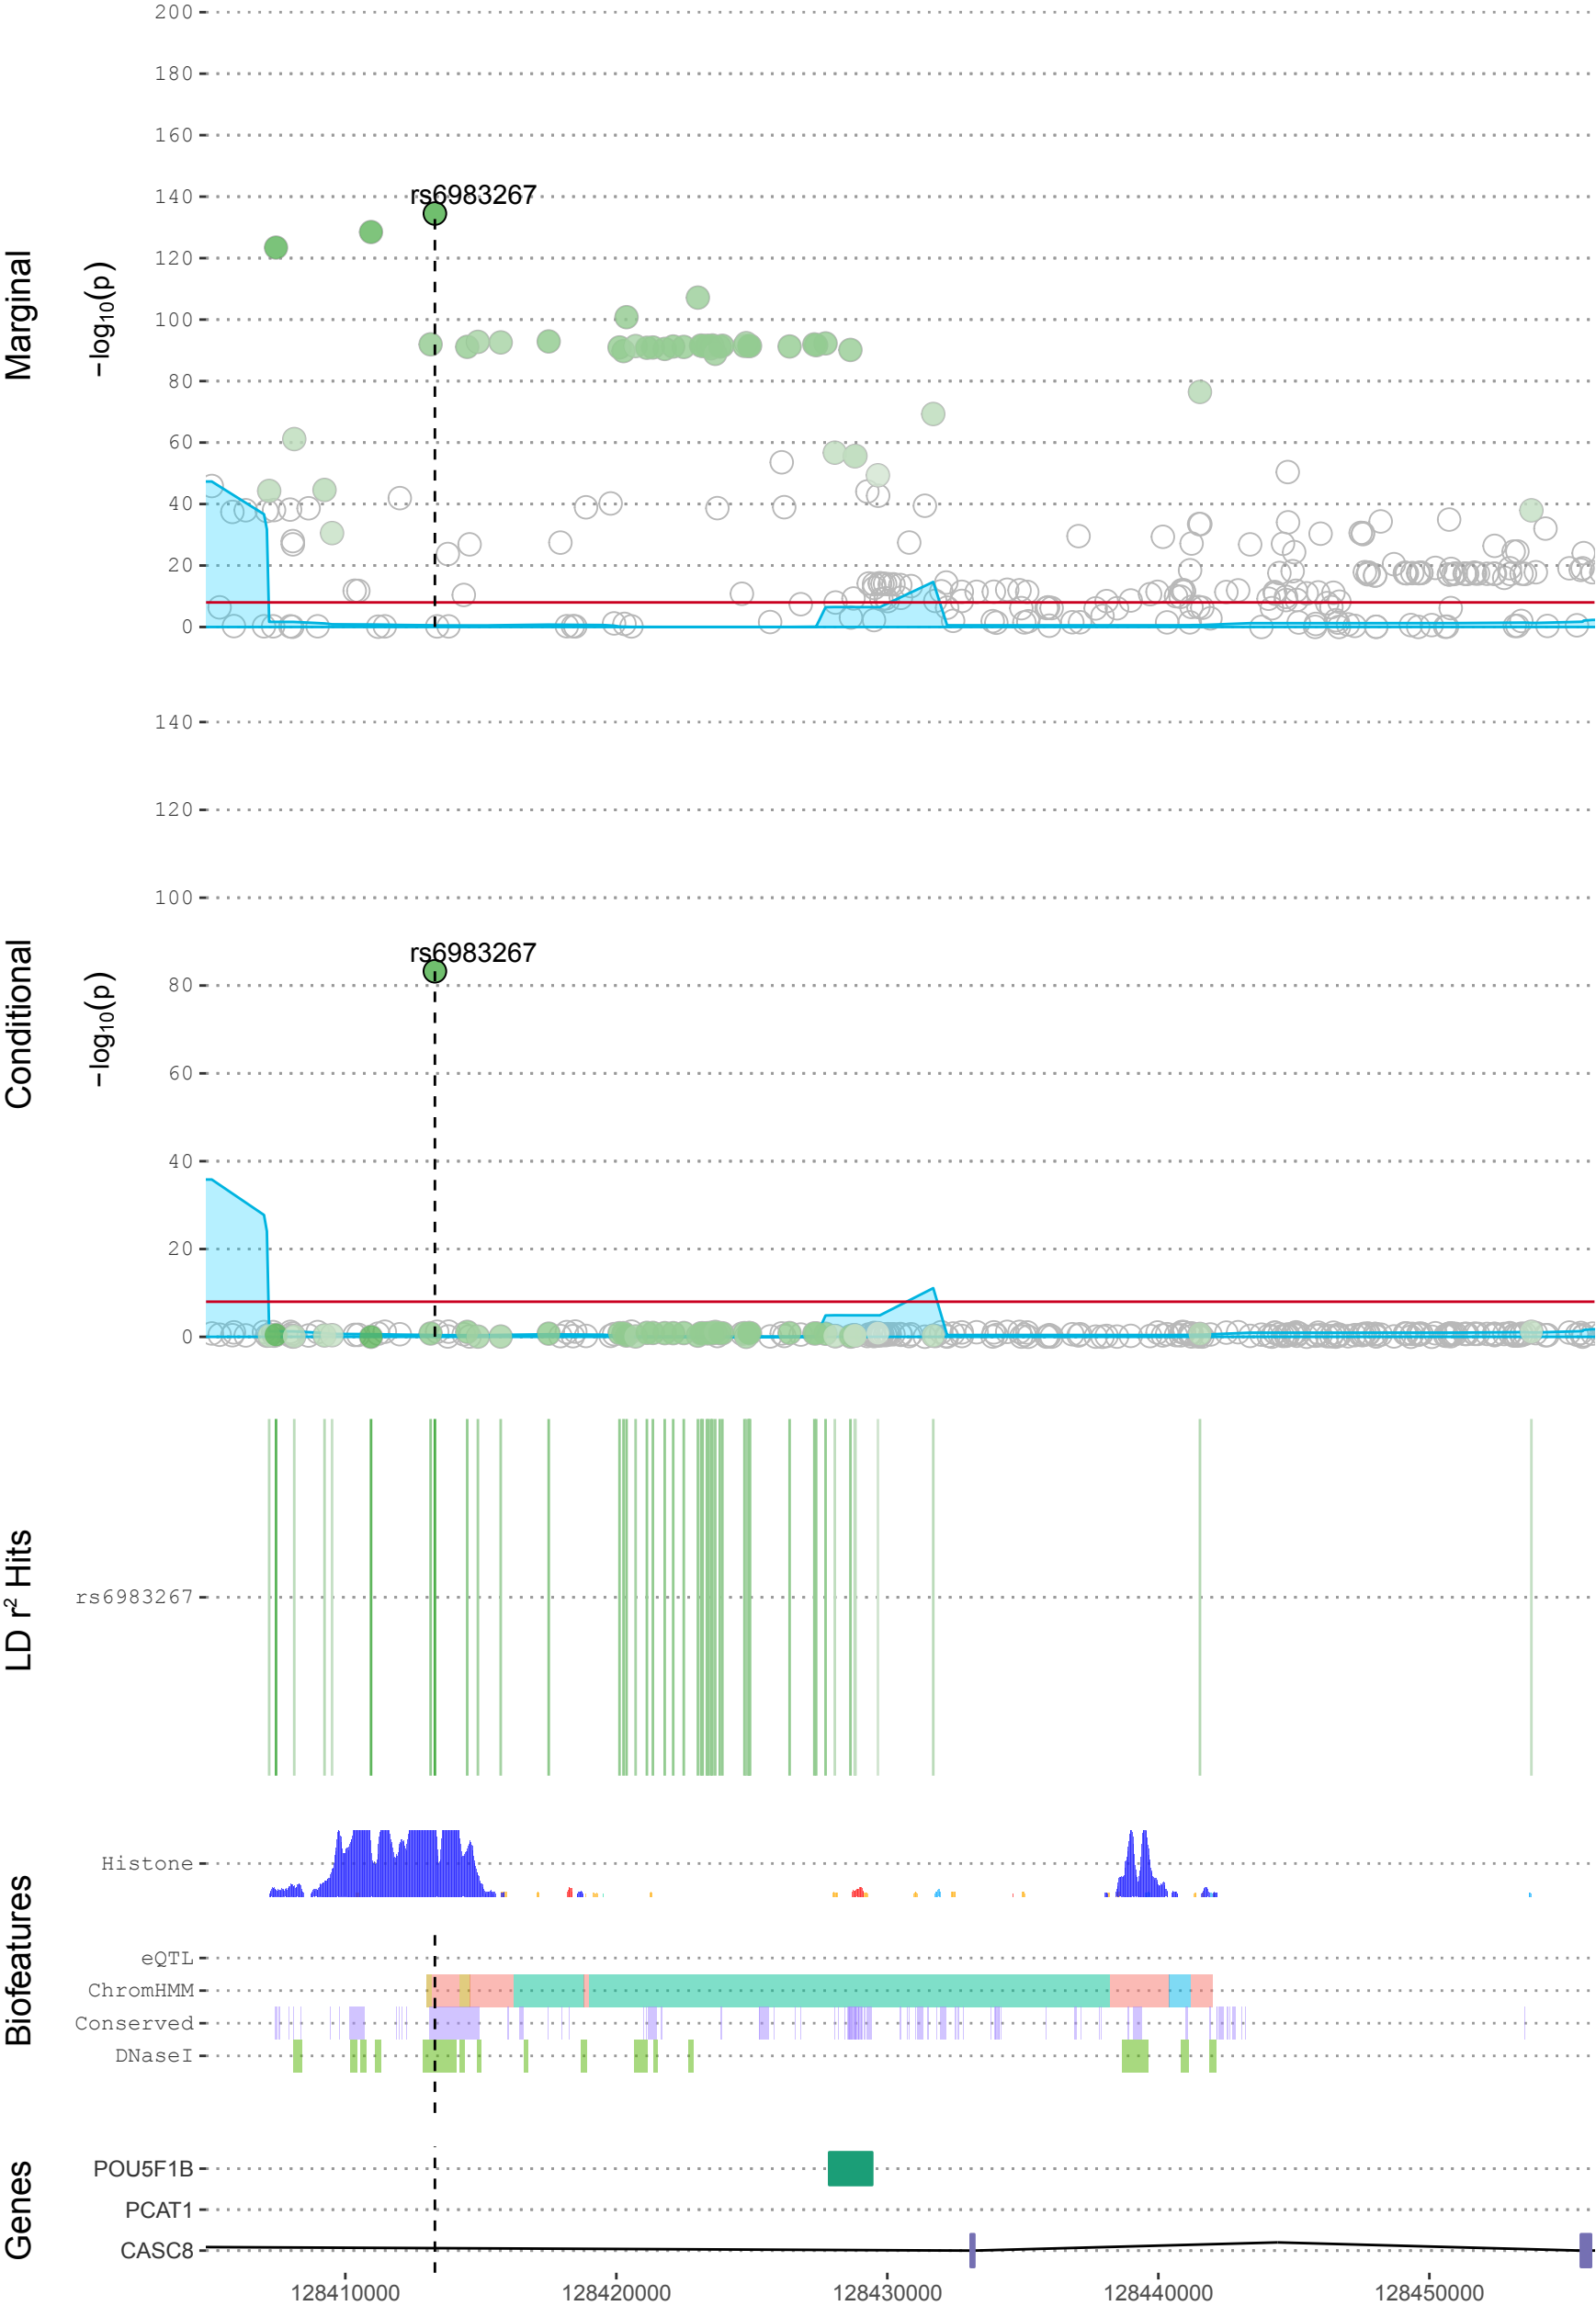 Marginal
−log10(p)
200
180
160
140
120
100
80
60
40
20
0
rs6983267
Conditional
−log10(p)
140
120
100
80
60
40
20
0
rs6983267
LD r² Hits
rs6983267
Biofeatures
Histone
eQTL
ChromHMM
Conserved
DNaseI
Genes
POU5F1B
PCAT1
CASC8
128410000 128420000 128430000 128440000 128450000